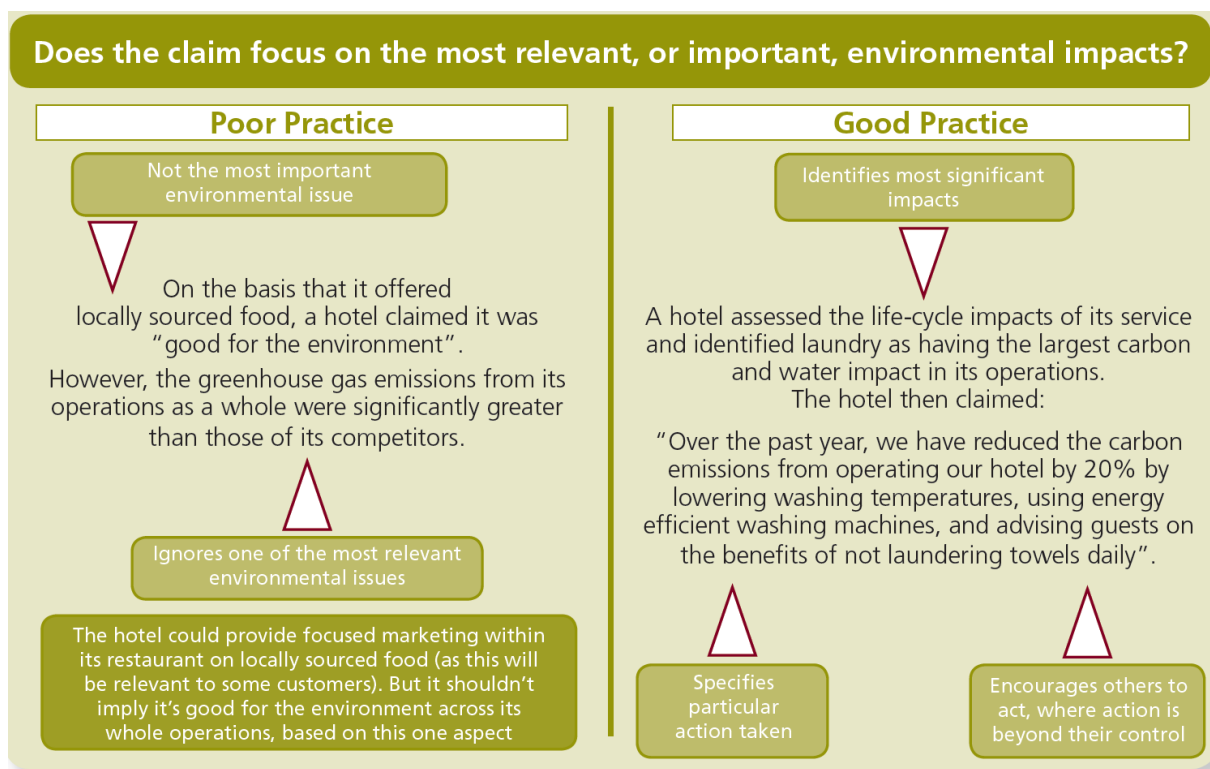 Does the claim focus on the most relevant, or important, environmental impacts?
Poor Practice
Not the most important
environmental issue
On the basis that it offered
locally sourced food, a hotel claimed it was
“good for the environment”.
However, the greenhouse gas emissions from its
operations as a whole were significantly greater
than those of its competitors.
Ignores one of the most relevant
environmental issues
The hotel could provide focused marketing within
its restaurant on locally sourced food (as this will
be relevant to some customers). But it shouldn’t
imply it’s good for the environment across its
whole operations, based on this one aspect
Good Practice
Identifies most significant
impacts
A hotel assessed the life-cycle impacts of its service
and identified laundry as having the largest carbon
and water impact in its operations.
The hotel then claimed:
“Over the past year, we have reduced the carbon
emissions from operating our hotel by 20% by
lowering washing temperatures, using energy
efficient washing machines, and advising guests on
the benefits of not laundering towels daily”.
Specifies
particular
action taken
Encourages others to
act, where action is
beyond their control